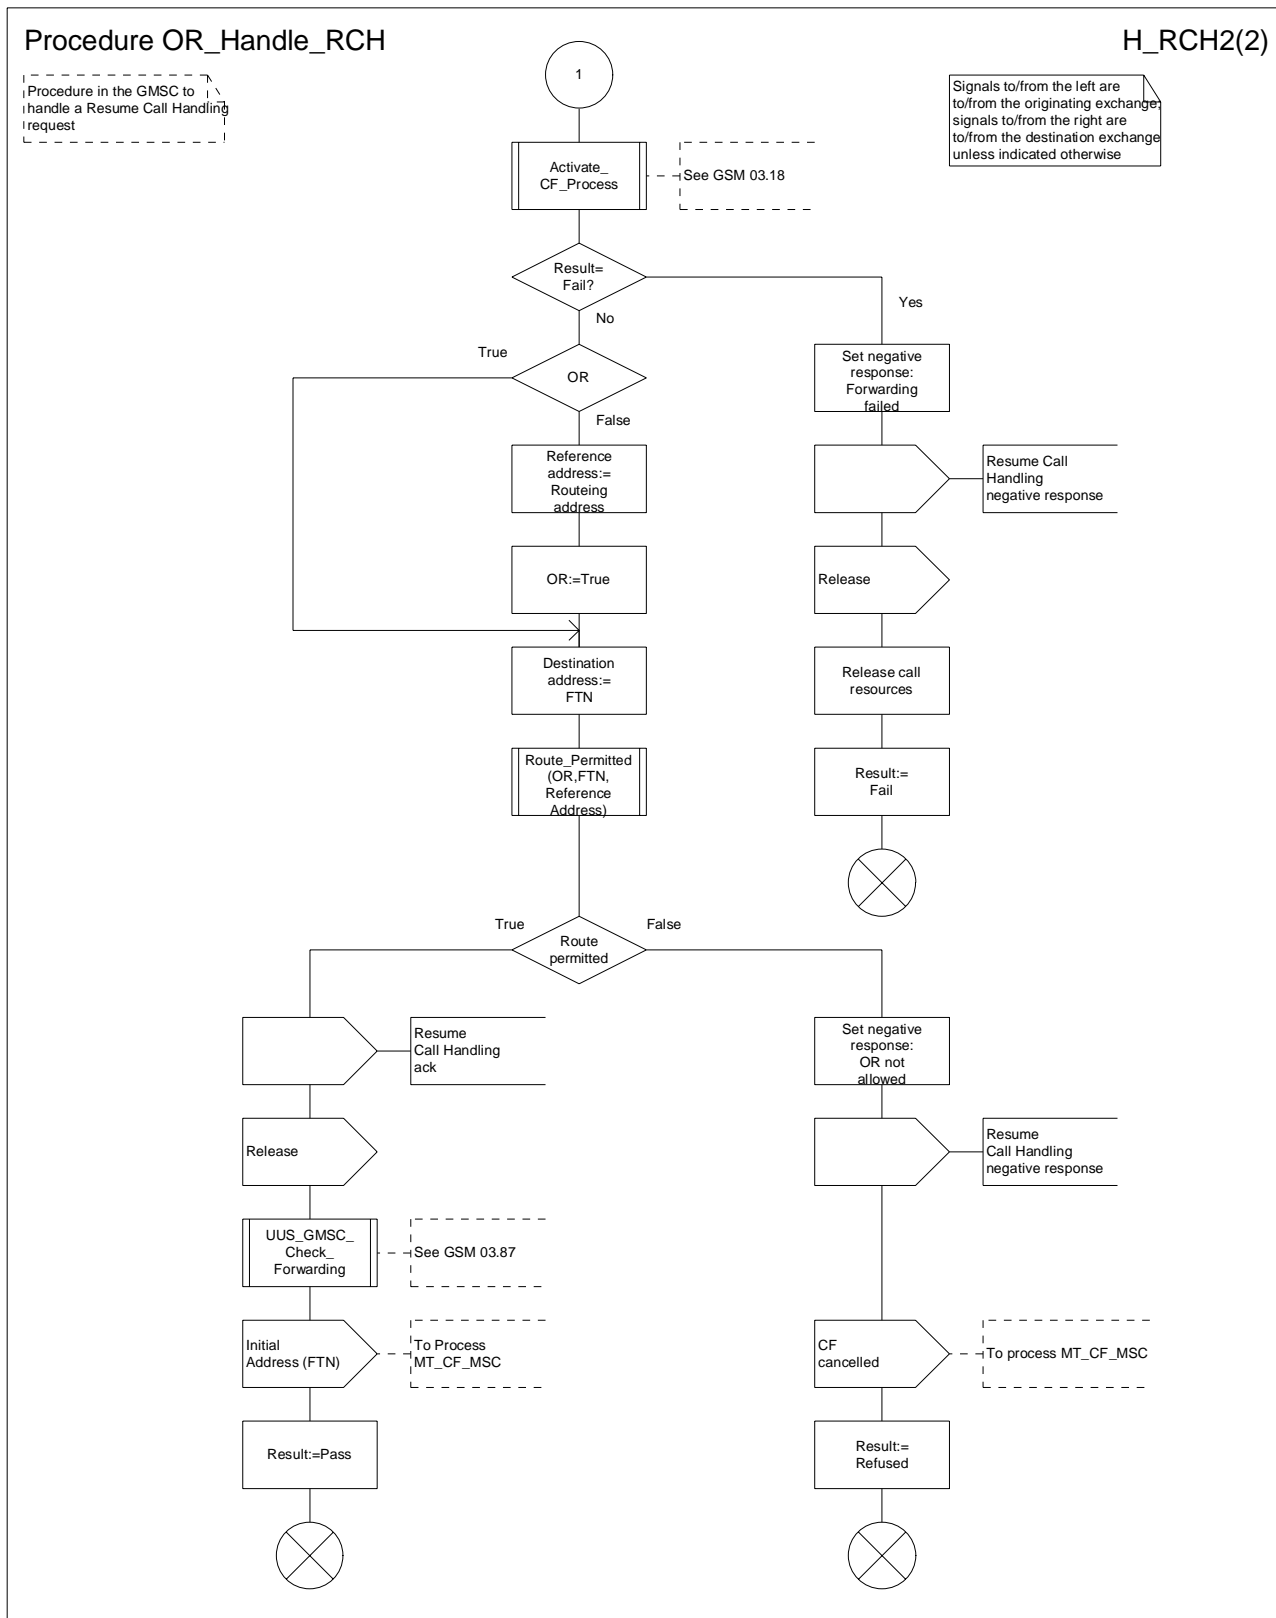 Procedure OR_Handle_RCH
H_RCH2(2)
Procedure in the GMSC to
handle a Resume Call Handling
request
1
Signals to/from the left are
to/from the originating exchange;
signals to/from the right are
to/from the destination exchange
unless indicated otherwise
Activate_
CF_Process
See GSM 03.18
Result=
Fail?
Yes
No
True
OR
False
Set negative
response:
Forwarding
failed
Reference
address:=
Routeing
address
Resume Call
Handling
negative response
OR:=True
Release
Destination
address:=
FTN
Release call
resources
Route_Permitted
(OR,FTN,
Reference
Address)
Result:=
Fail
True
False
Route
permitted
Resume
Call Handling
ack
Set negative
response:
OR not
allowed
Release
Resume
Call Handling
negative response
UUS_GMSC_
Check_
Forwarding
See GSM 03.87
Initial
Address (FTN)
To Process
MT_CF_MSC
CF
cancelled
To process MT_CF_MSC
Result:=Pass
Result:=
Refused